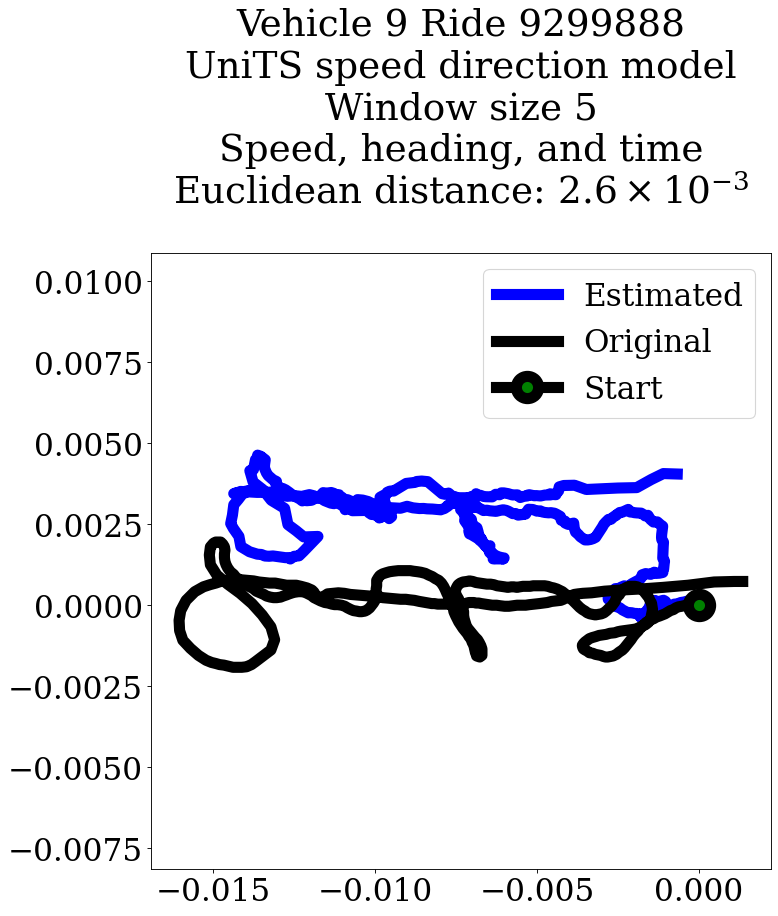 Vehicle 9 Ride 9299888
UniTS speed direction model
Window size 5
Speed, heading, and time
Euclidean distance: 2.6 × 10⁻³
Estimated
Original
Start
0.0100
0.0075
0.0050
0.0025
0.0000
−0.0025
−0.0050
−0.0075
−0.015 −0.010 −0.005 0.000